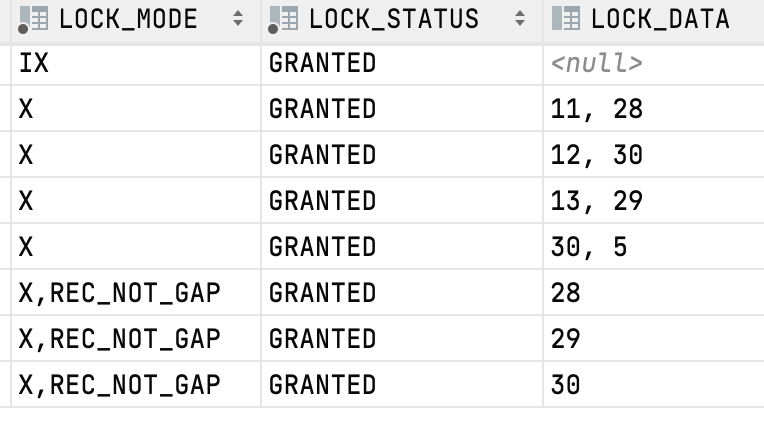 LOCK_MODE LOCK_STATUS LOCK_DATA
IX GRANTED <null>
X GRANTED 11, 28
X GRANTED 12, 30
X GRANTED 13, 29
X GRANTED 30, 5
X,REC_NOT_GAP GRANTED 28
X,REC_NOT_GAP GRANTED 29
X,REC_NOT_GAP GRANTED 30